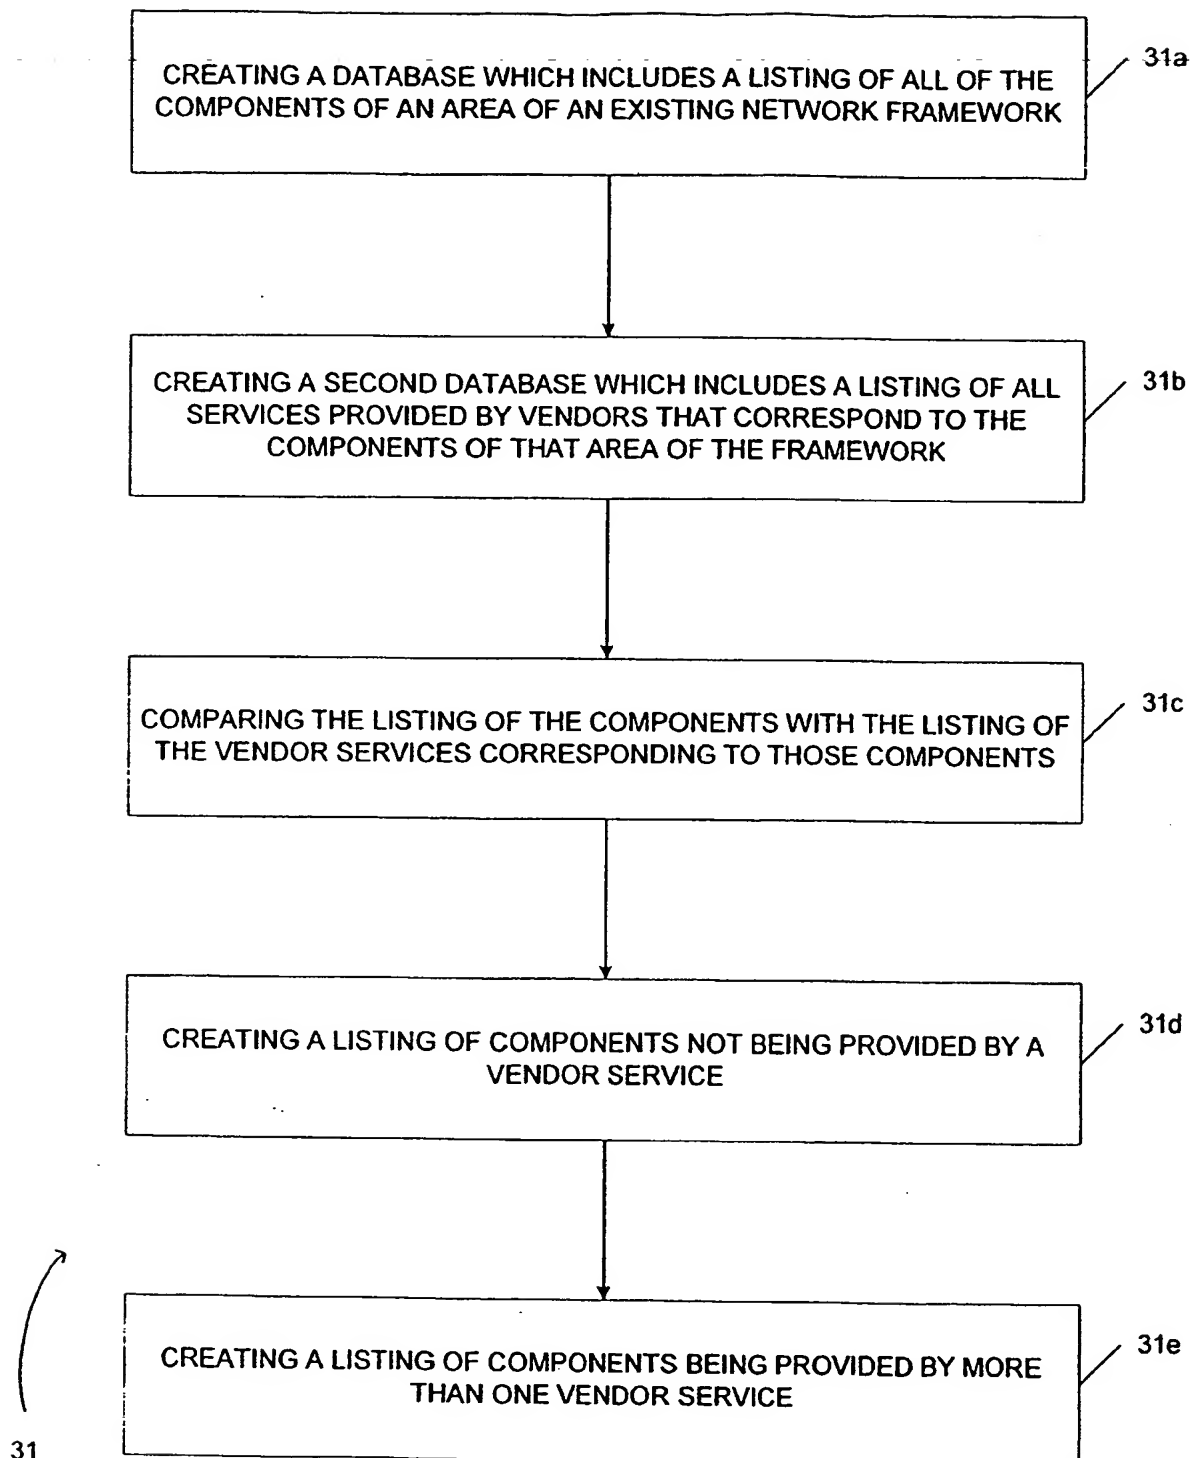 CREATING A DATABASE WHICH INCLUDES A LISTING OF ALL OF THE
COMPONENTS OF AN AREA OF AN EXISTING NETWORK FRAMEWORK
31a
CREATING A SECOND DATABASE WHICH INCLUDES A LISTING OF ALL
SERVICES PROVIDED BY VENDORS THAT CORRESPOND TO THE
COMPONENTS OF THAT AREA OF THE FRAMEWORK
31b
COMPARING THE LISTING OF THE COMPONENTS WITH THE LISTING OF
THE VENDOR SERVICES CORRESPONDING TO THOSE COMPONENTS
31c
CREATING A LISTING OF COMPONENTS NOT BEING PROVIDED BY A
VENDOR SERVICE
31d
CREATING A LISTING OF COMPONENTS BEING PROVIDED BY MORE
THAN ONE VENDOR SERVICE
31e
31